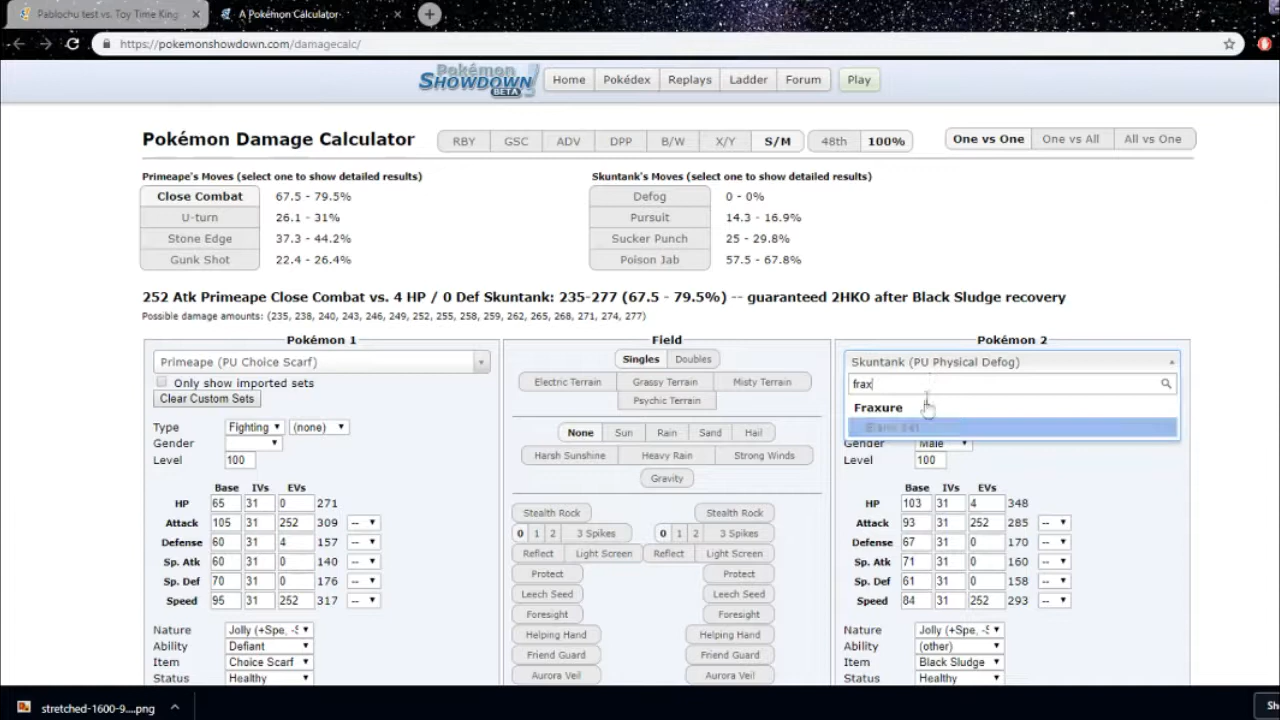 Pablochu test vs. Toy Time King
A Pokémon Calculator
https://pokemonshowdown.com/damagecalc/
Pokémon SHOWDOWN BETA
Home Pokédex Replays Ladder Forum Play
Pokémon Damage Calculator RBY GSC ADV DPP B/W X/Y S/M 48th 100% One vs One One vs All All vs One
Primeape's Moves (select one to show detailed results)
Close Combat 67.5 - 79.5%
U-turn 26.1 - 31%
Stone Edge 37.3 - 44.2%
Gunk Shot 22.4 - 26.4%
Skuntank's Moves (select one to show detailed results)
Defog 0 - 0%
Pursuit 14.3 - 16.9%
Sucker Punch 25 - 29.8%
Poison Jab 57.5 - 67.8%
252 Atk Primeape Close Combat vs. 4 HP / 0 Def Skuntank: 235-277 (67.5 - 79.5%) -- guaranteed 2HKO after Black Sludge recovery
Possible damage amounts: (235, 238, 240, 243, 246, 249, 252, 255, 258, 259, 262, 265, 268, 271, 274, 277)
Pokémon 1
Primeape (PU Choice Scarf)
Only show imported sets
Clear Custom Sets
Type Fighting (none)
Gender
Level 100
Base IVs EVs
HP 65 31 0 271
Attack 105 31 252 309 --
Defense 60 31 4 157 --
Sp. Atk 60 31 0 140 --
Sp. Def 70 31 0 176 --
Speed 95 31 252 317 --
Nature Jolly (+Spe, -S
Ability Defiant
Item Choice Scarf
Status Healthy
Field
Singles Doubles
Electric Terrain Grassy Terrain Misty Terrain
Psychic Terrain
None Sun Rain Sand Hail
Harsh Sunshine Heavy Rain Strong Winds
Gravity
Stealth Rock Stealth Rock
0 1 2 3 Spikes 0 1 2 3 Spikes
Reflect Light Screen Reflect Light Screen
Protect Protect
Leech Seed Leech Seed
Foresight Foresight
Helping Hand Helping Hand
Friend Guard Friend Guard
Aurora Veil Aurora Veil
Pokémon 2
Skuntank (PU Physical Defog)
frax
Fraxure
Blank Set
Gender Male
Level 100
Base IVs EVs
HP 103 31 4 348
Attack 93 31 252 285 --
Defense 67 31 0 170 --
Sp. Atk 71 31 0 160 --
Sp. Def 61 31 0 158 --
Speed 84 31 252 293 --
Nature Jolly (+Spe, -S
Ability (other)
Item Black Sludge
Status Healthy
stretched-1600-9....png
Sh